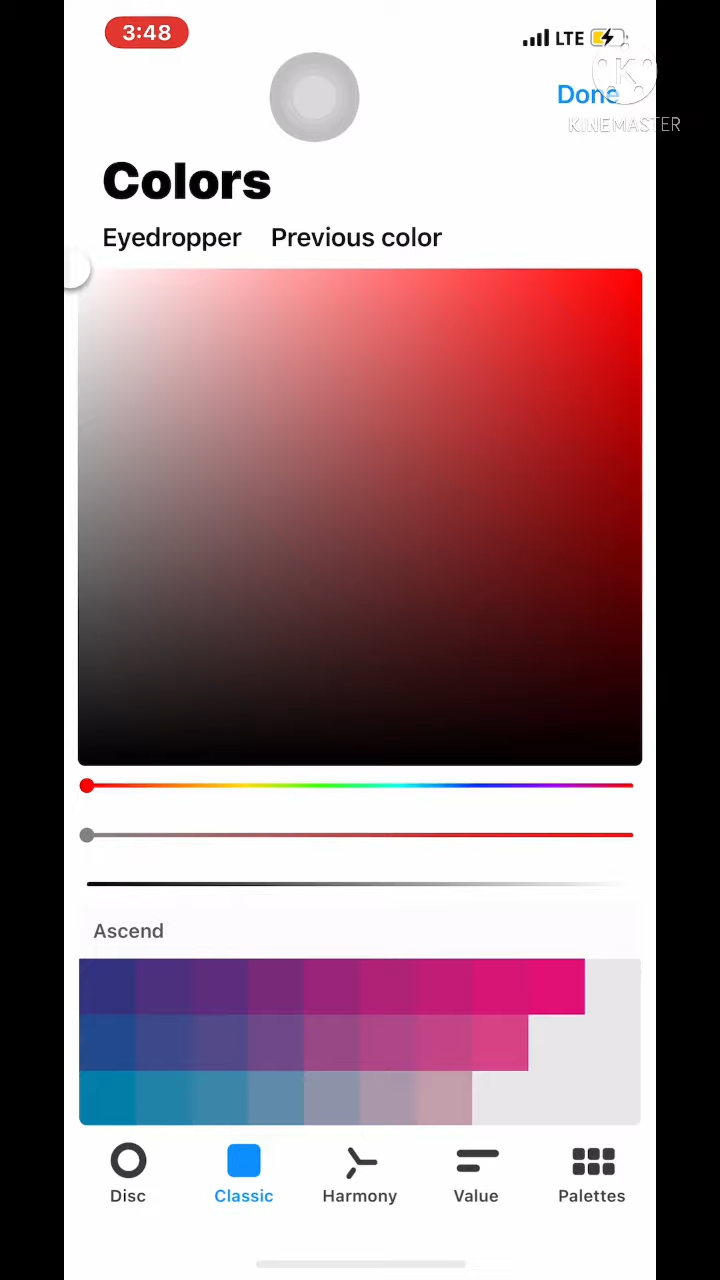 3:48
LTE
Done
K
KINEMASTER
Colors
Eyedropper Previous color
Ascend
Disc Classic Harmony Value Palettes